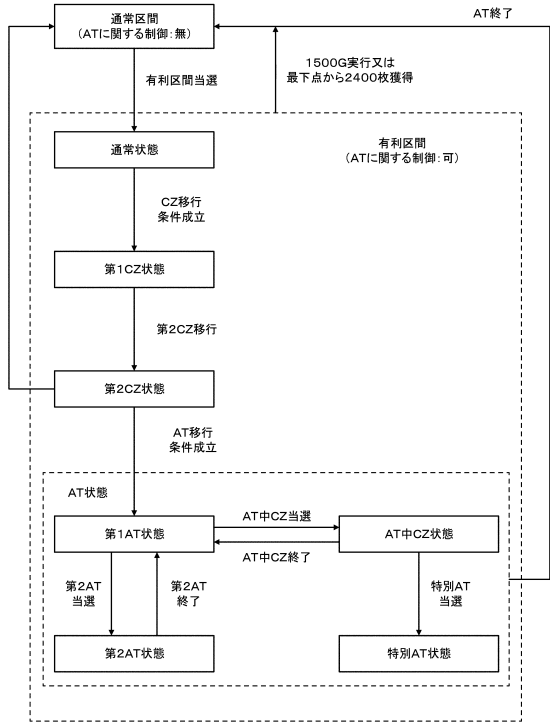 通常区間
(ATに関する制御:無)
AT終了
有利区間当選
1500G実行又は
最下点から2400枚獲得
有利区間
(ATに関する制御:可)
通常状態
CZ移行
条件成立
第1CZ状態
第2CZ移行
第2CZ状態
AT移行
条件成立
AT状態
第1AT状態
AT中CZ当選
AT中CZ終了
AT中CZ状態
第2AT
当選
第2AT
終了
特別AT
当選
第2AT状態
特別AT状態